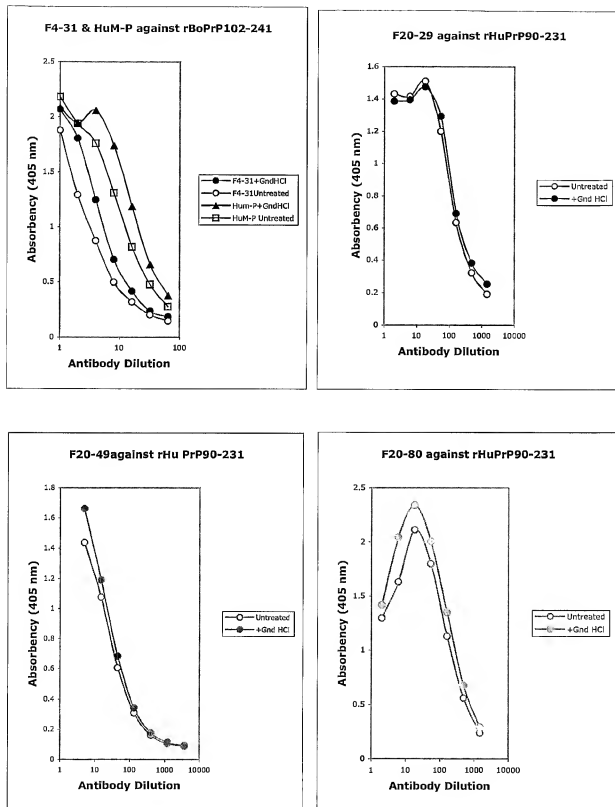 F4-31 & HuM-P against rBoPrP102-241
2.5
2
1.5
1
0.5
0
1
10
100
Absorbency (405 nm)
Antibody Dilution
F4-31+GndHCl
F4-31Untreated
Hum-P+GndHCl
HuM-P Untreated
F20-29 against rHuPrP90-231
1.6
1.4
1.2
1
0.8
0.6
0.4
0.2
0
1
10
100
1000
10000
Absorbency (405 nm)
Antibody Dilution
Untreated
+Gnd HCl
F20-49against rHu PrP90-231
1.8
1.6
1.4
1.2
1
0.8
0.6
0.4
0.2
0
1
10
100
1000
10000
Absorbency (405 nm)
Antibody Dilution
Untreated
+Gnd HCl
F20-80 against rHuPrP90-231
2.5
2
1.5
1
0.5
0
1
10
100
1000
10000
Absorbency (405 nm)
Antibody Dilution
Untreated
+Gnd HCl